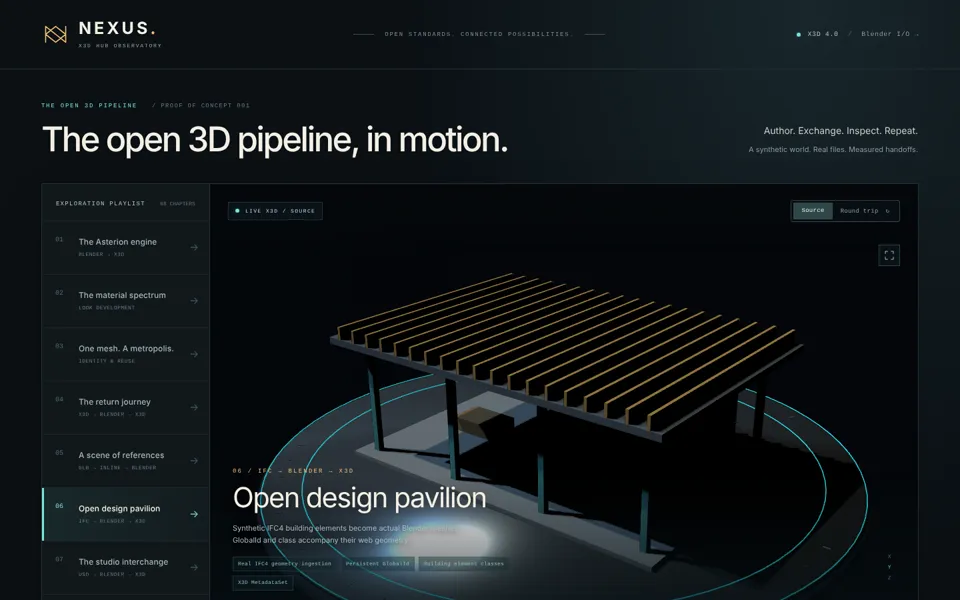 NEXUS.
X3D HUB OBSERVATORY
OPEN STANDARDS. CONNECTED POSSIBILITIES.
X3D 4.0 / Blender I/O
THE OPEN 3D PIPELINE / PROOF OF CONCEPT 001
The open 3D pipeline, in motion.
Author. Exchange. Inspect. Repeat.
A synthetic world. Real files. Measured handoffs.
EXPLORATION PLAYLIST
CHAPTERS
01 The Asterion engine →
BLENDER → X3D
02 The material spectrum →
LOOK DEVELOPMENT
03 One mesh. A metropolis. →
IDENTITY & REUSE
04 The return journey →
X3D → BLENDER → X3D
05 A scene of references →
GLB → INLINE → BLENDER
06 Open design pavilion →
IFC → BLENDER → X3D
07 The studio interchange →
USD → BLENDER → X3D
LIVE X3D / SOURCE
Source Round trip ↻
06 / IFC → BLENDER → X3D
Open design pavilion
Synthetic IFC4 building elements become actual
GlobalId and class accompany their web geometry
Real IFC4 geometry ingestion
Persistent GlobalId
Building element classes
X3D MetadataSet
X
Y
Z